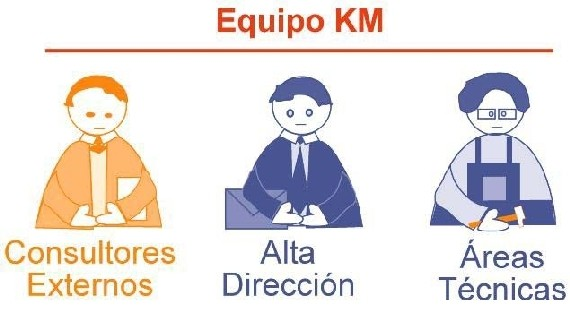 Equipo KM
Consultores
Externos
Alta
Dirección
Áreas
Técnicas